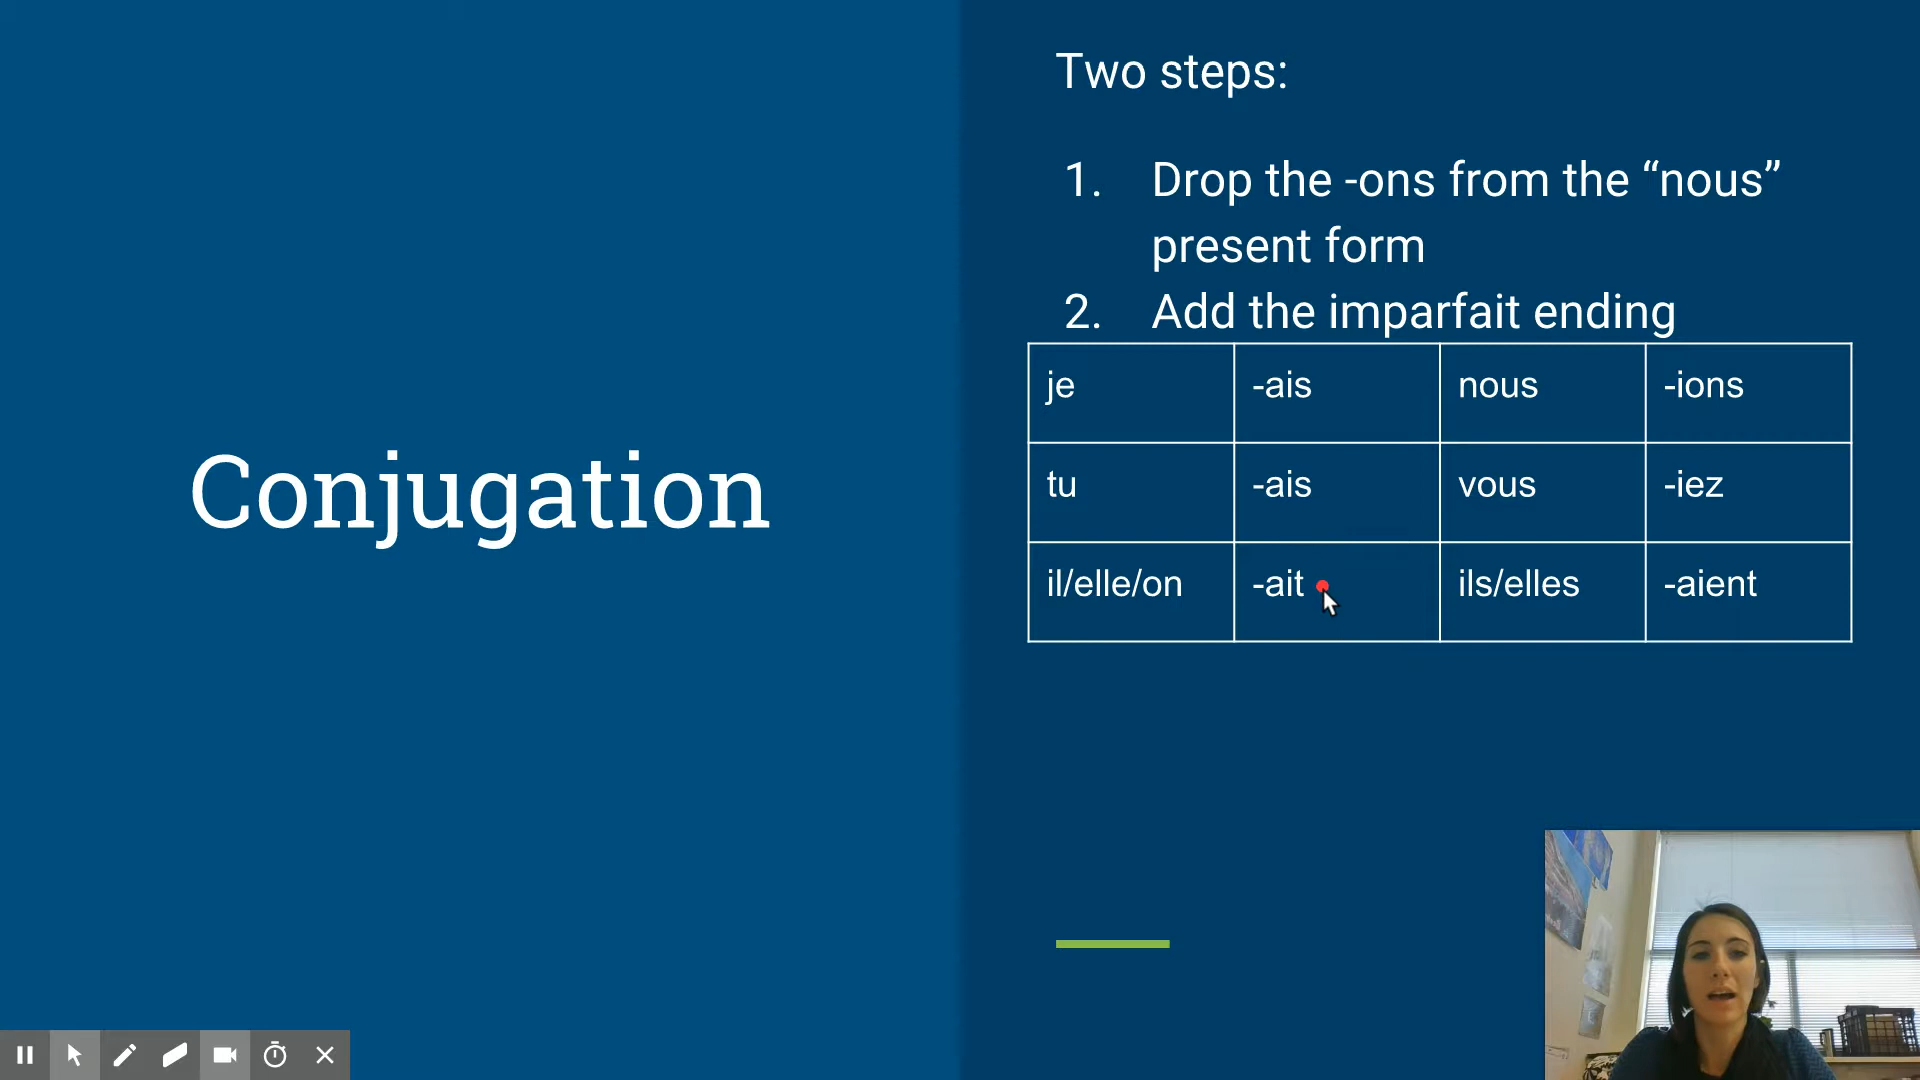 Conjugation
Two steps:
1. Drop the -ons from the “nous”
present form
2. Add the imparfait ending
je -ais nous -ions
tu -ais vous -iez
il/elle/on -ait ils/elles -aient